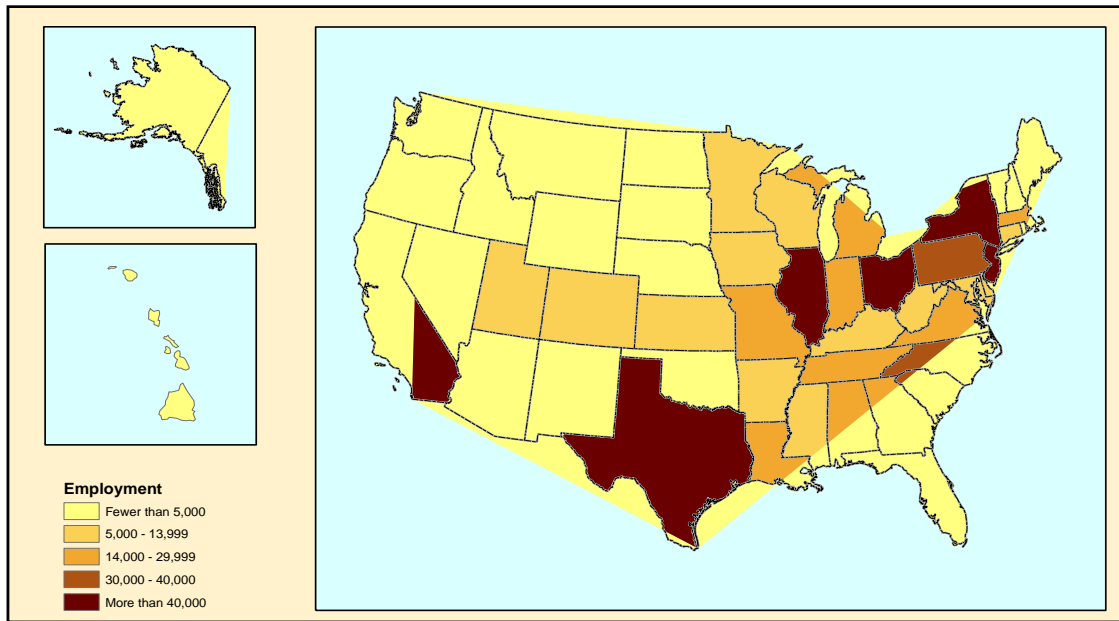 Employment
Fewer than 5,000
5,000 - 13,999
14,000 - 29,999
30,000 - 40,000
More than 40,000